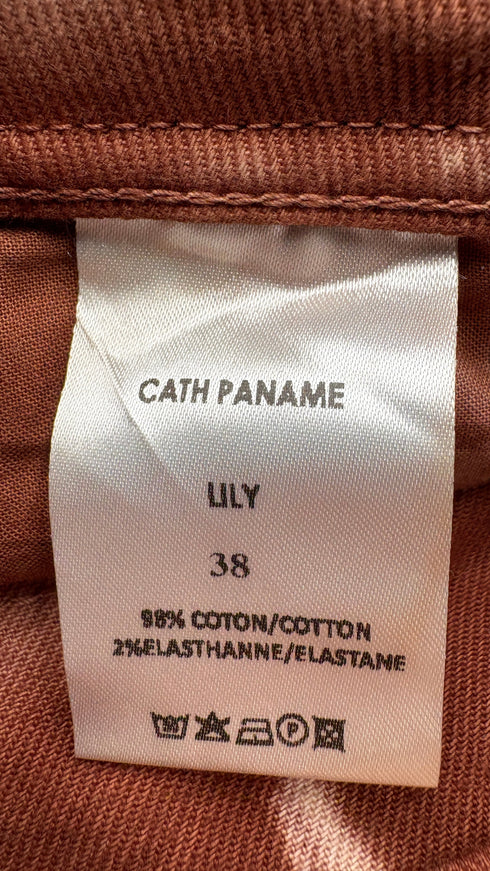 CATH PANAME
LILY
38
98% COTON/COTTON
2%ELASTHANNE/ELASTANE